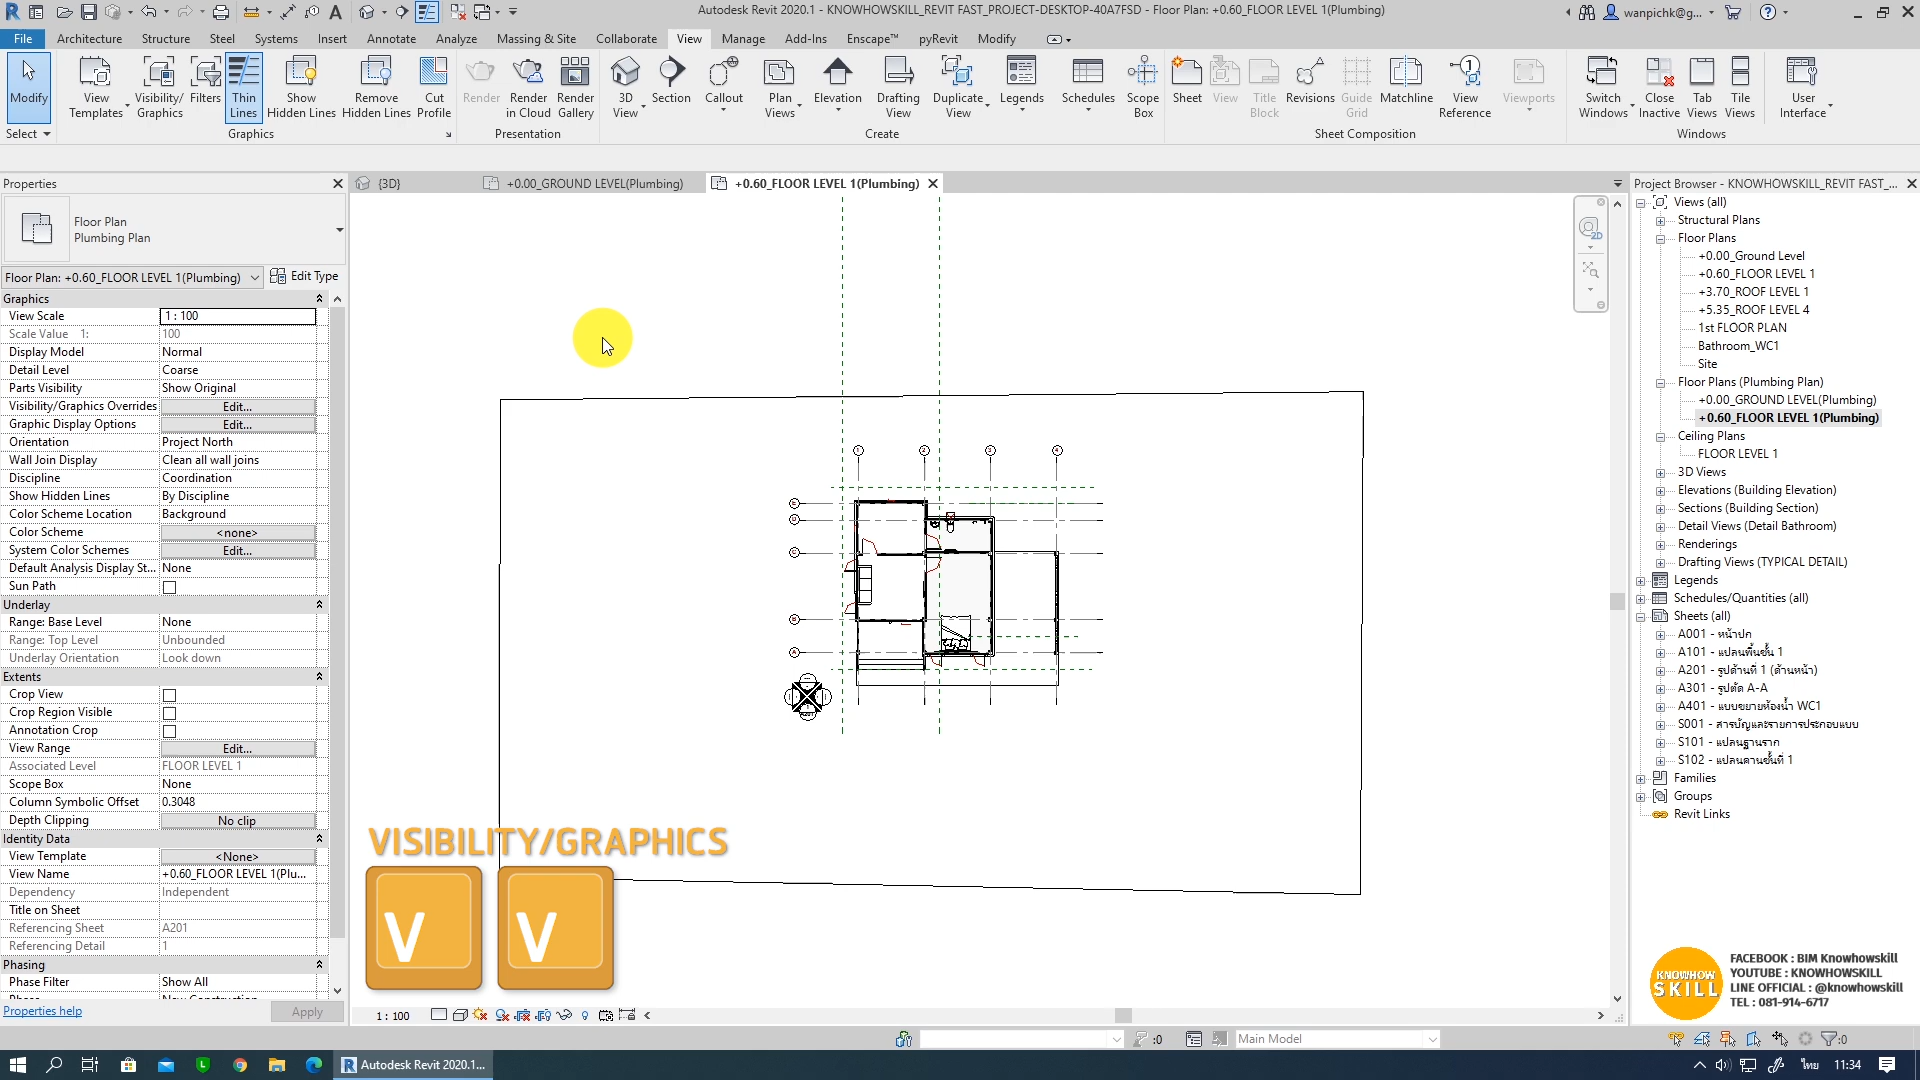 Autodesk Revit 2020.1 - KNOWHOWSKILL_REVIT FAST_PROJECT-DESKTOP-40A7FSD - Floor Plan: +0.60_FLOOR LEVEL 1(Plumbing)
wanpichk@g...
File Architecture Structure Steel Systems Insert Annotate Analyze Massing & Site Collaborate View Manage Add-Ins Enscape™ pyRevit Modify
Modify
View Templates
Visibility/ Graphics
Filters
Thin Lines
Show Hidden Lines
Remove Hidden Lines
Cut Profile
Render
Render in Cloud
Render Gallery
3D View
Section
Callout
Plan Views
Elevation
Drafting View
Duplicate View
Legends
Schedules
Scope Box
Sheet
View
Title Block
Revisions
Guide Grid
Matchline
View Reference
Viewports
Switch Windows
Close Inactive
Tab Views
Tile Views
User Interface
Select Graphics Presentation Create Sheet Composition Windows
Properties
{3D}
+0.00_GROUND LEVEL(Plumbing)
+0.60_FLOOR LEVEL 1(Plumbing)
Floor Plan
Plumbing Plan
Floor Plan: +0.60_FLOOR LEVEL 1(Plumbing) Edit Type
Graphics
View Scale 1 : 100
Scale Value 1: 100
Display Model Normal
Detail Level Coarse
Parts Visibility Show Original
Visibility/Graphics Overrides Edit...
Graphic Display Options Edit...
Orientation Project North
Wall Join Display Clean all wall joins
Discipline Coordination
Show Hidden Lines By Discipline
Color Scheme Location Background
Color Scheme <none>
System Color Schemes Edit...
Default Analysis Display St... None
Sun Path
Underlay
Range: Base Level None
Range: Top Level Unbounded
Underlay Orientation Look down
Extents
Crop View
Crop Region Visible
Annotation Crop
View Range Edit...
Associated Level FLOOR LEVEL 1
Scope Box None
Column Symbolic Offset 0.3048
Depth Clipping No clip
Identity Data
View Template <None>
View Name +0.60_FLOOR LEVEL 1(Plu...
Dependency Independent
Title on Sheet
Referencing Sheet A201
Referencing Detail 1
Phasing
Phase Filter Show All
Properties help Apply
VISIBILITY/GRAPHICS
V V
1 : 100
Project Browser - KNOWHOWSKILL_REVIT FAST_...
Views (all)
Structural Plans
Floor Plans
+0.00_Ground Level
+0.60_FLOOR LEVEL 1
+3.70_ROOF LEVEL 1
+5.35_ROOF LEVEL 4
1st FLOOR PLAN
Bathroom_WC1
Site
Floor Plans (Plumbing Plan)
+0.00_GROUND LEVEL(Plumbing)
+0.60_FLOOR LEVEL 1(Plumbing)
Ceiling Plans
FLOOR LEVEL 1
3D Views
Elevations (Building Elevation)
Sections (Building Section)
Detail Views (Detail Bathroom)
Renderings
Drafting Views (TYPICAL DETAIL)
Legends
Schedules/Quantities (all)
Sheets (all)
A001 - หน้าปก
A101 - แปลนพื้นชั้น 1
A201 - รูปด้านที่ 1 (ด้านหน้า)
A301 - รูปตัด A-A
A401 - แบบขยายห้องน้ำ WC1
S001 - สารบัญและรายการประกอบแบบ
S101 - แปลนฐานราก
S102 - แปลนคานชั้นที่ 1
Families
Groups
Revit Links
KNOWHOW
SKILL
FACEBOOK : BIM Knowhowskill
YOUTUBE : KNOWHOWSKILL
LINE OFFICIAL : @knowhowskill
TEL : 081-914-6717
:0
Main Model
:0
Autodesk Revit 2020.1...
ไทย
11:34